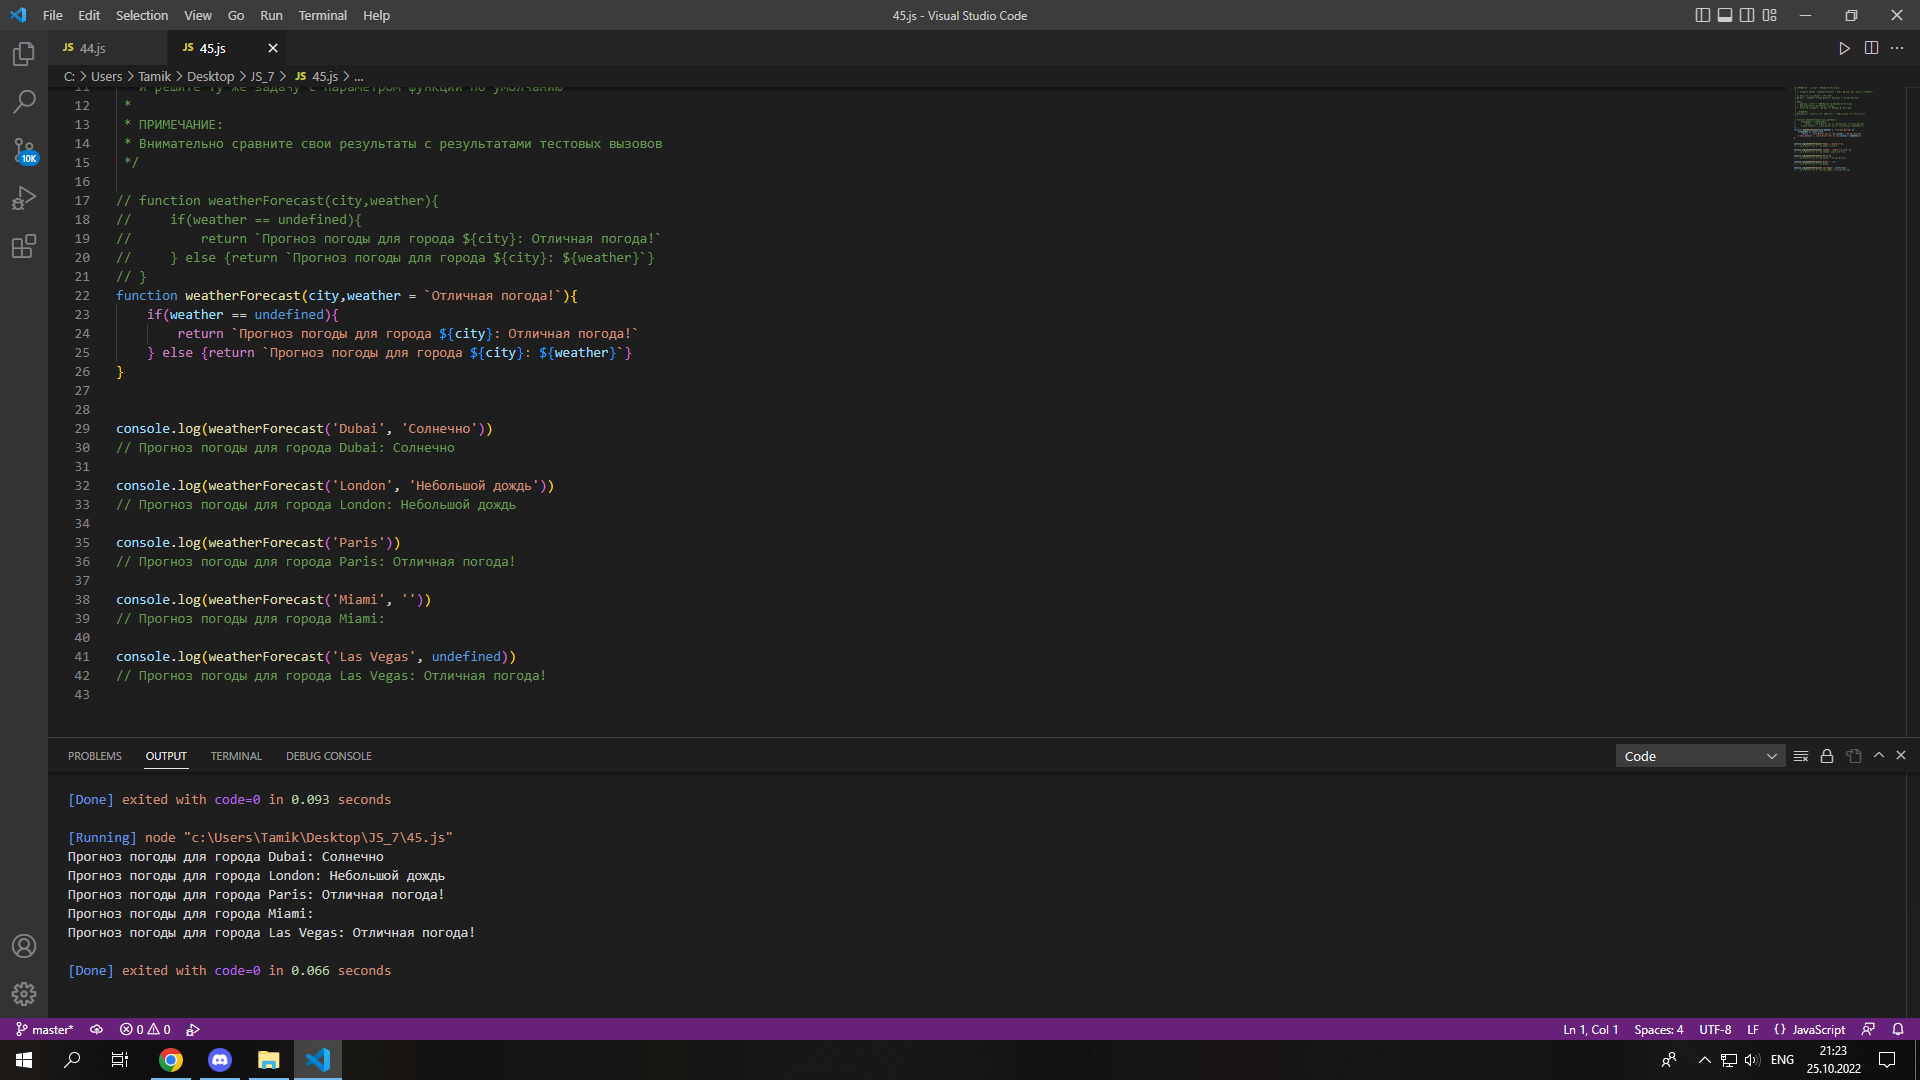 File Edit Selection View Go Run Terminal Help
45.js - Visual Studio Code
JS 44.js
JS 45.js
C: > Users > Tamik > Desktop > JS_7 > JS 45.js > ...
11 и решите ту же задачу с параметром функции по умолчанию
12 *
13 * ПРИМЕЧАНИЕ:
14 * Внимательно сравните свои результаты с результатами тестовых вызовов
15 */
16
17 // function weatherForecast(city,weather){
18 //     if(weather == undefined){
19 //         return `Прогноз погоды для города ${city}: Отличная погода!`
20 //     } else {return `Прогноз погоды для города ${city}: ${weather}`}
21 // }
22 function weatherForecast(city,weather = `Отличная погода!`){
23     if(weather == undefined){
24         return `Прогноз погоды для города ${city}: Отличная погода!`
25     } else {return `Прогноз погоды для города ${city}: ${weather}`}
26 }
27
28
29 console.log(weatherForecast('Dubai', 'Солнечно'))
30 // Прогноз погоды для города Dubai: Солнечно
31
32 console.log(weatherForecast('London', 'Небольшой дождь'))
33 // Прогноз погоды для города London: Небольшой дождь
34
35 console.log(weatherForecast('Paris'))
36 // Прогноз погоды для города Paris: Отличная погода!
37
38 console.log(weatherForecast('Miami', ''))
39 // Прогноз погоды для города Miami:
40
41 console.log(weatherForecast('Las Vegas', undefined))
42 // Прогноз погоды для города Las Vegas: Отличная погода!
43
10K
PROBLEMS OUTPUT TERMINAL DEBUG CONSOLE
Code
[Done] exited with code=0 in 0.093 seconds
[Running] node "c:\Users\Tamik\Desktop\JS_7\45.js"
Прогноз погоды для города Dubai: Солнечно
Прогноз погоды для города London: Небольшой дождь
Прогноз погоды для города Paris: Отличная погода!
Прогноз погоды для города Miami:
Прогноз погоды для города Las Vegas: Отличная погода!
[Done] exited with code=0 in 0.066 seconds
master* 0 0
Ln 1, Col 1 Spaces: 4 UTF-8 LF {} JavaScript
ENG
21:23
25.10.2022